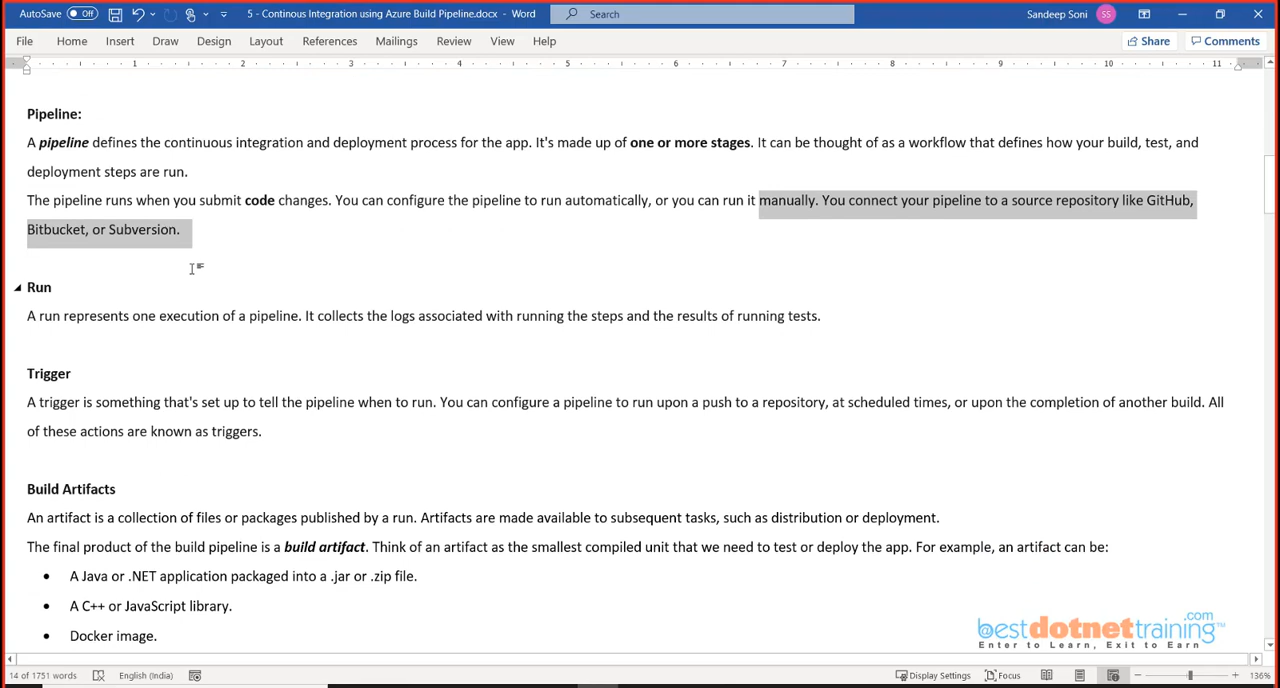 AutoSave Off 5 - Continous Integration using Azure Build Pipeline.docx - Word Search Sandeep Soni SS
File Home Insert Draw Design Layout References Mailings Review View Help Share Comments
1 2 3 4 5 6 7 8 9 10 11
Pipeline:
A pipeline defines the continuous integration and deployment process for the app. It's made up of one or more stages. It can be thought of as a workflow that defines how your build, test, and
deployment steps are run.
The pipeline runs when you submit code changes. You can configure the pipeline to run automatically, or you can run it manually. You connect your pipeline to a source repository like GitHub,
Bitbucket, or Subversion.
Run
A run represents one execution of a pipeline. It collects the logs associated with running the steps and the results of running tests.
Trigger
A trigger is something that's set up to tell the pipeline when to run. You can configure a pipeline to run upon a push to a repository, at scheduled times, or upon the completion of another build. All
of these actions are known as triggers.
Build Artifacts
An artifact is a collection of files or packages published by a run. Artifacts are made available to subsequent tasks, such as distribution or deployment.
The final product of the build pipeline is a build artifact. Think of an artifact as the smallest compiled unit that we need to test or deploy the app. For example, an artifact can be:
• A Java or .NET application packaged into a .jar or .zip file.
• A C++ or JavaScript library.
• Docker image.
bestdotnettraining.com™
Enter to Learn, Exit to Earn
14 of 1751 words English (India) Display Settings Focus 136%